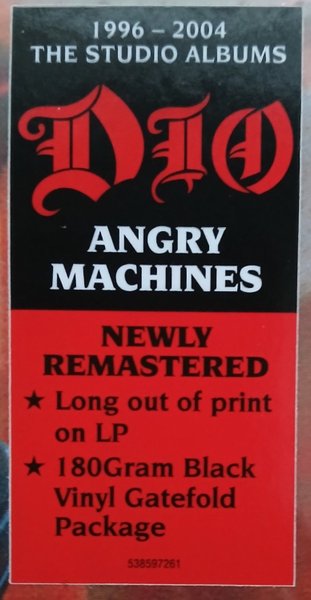 1996 – 2004
THE STUDIO ALBUMS
DIO
ANGRY
MACHINES
NEWLY
REMASTERED
★ Long out of print
on LP
★ 180Gram Black
Vinyl Gatefold
Package
538597261